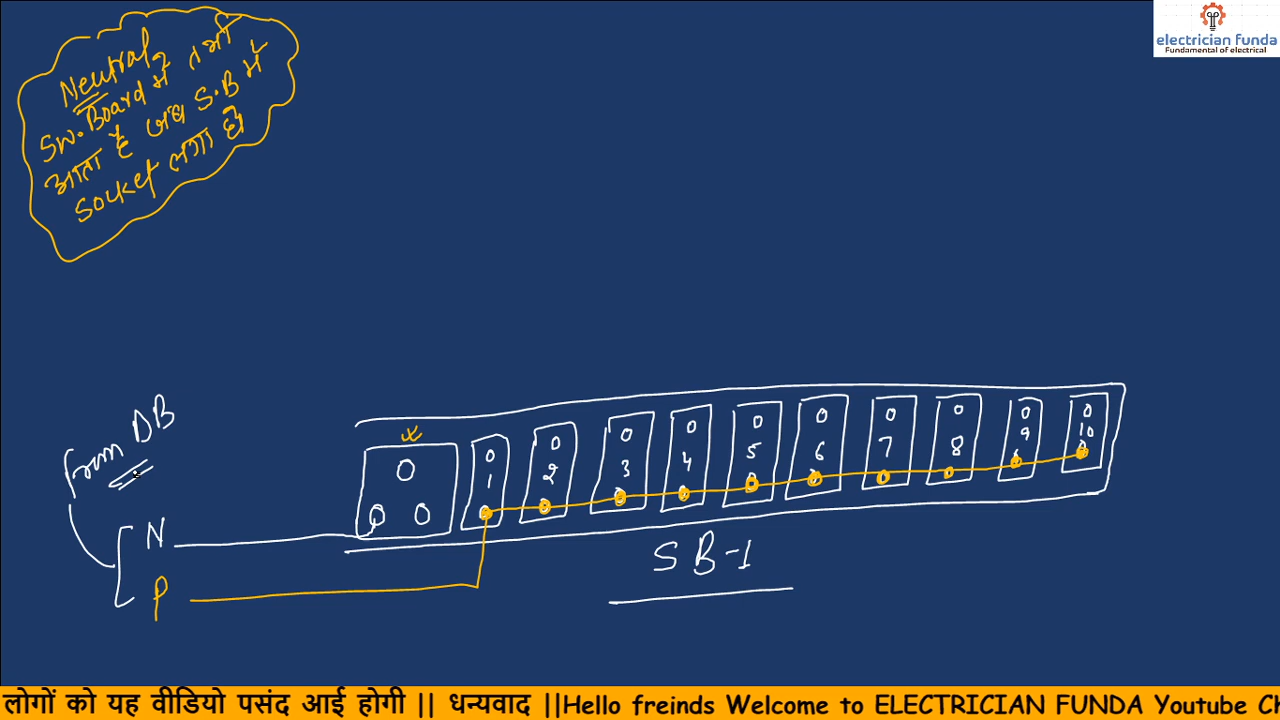 Neutral
Sw. Board में तभी
आता है जब S.B में
socket लगा हो
electrician funda
Fundamental of electrical
from DB
N
P
1
2
3
4
5
6
7
8
9
10
SB-1
लोगों को यह वीडियो पसंद आई होगी || धन्यवाद ||Hello freinds Welcome to ELECTRICIAN FUNDA Youtube C